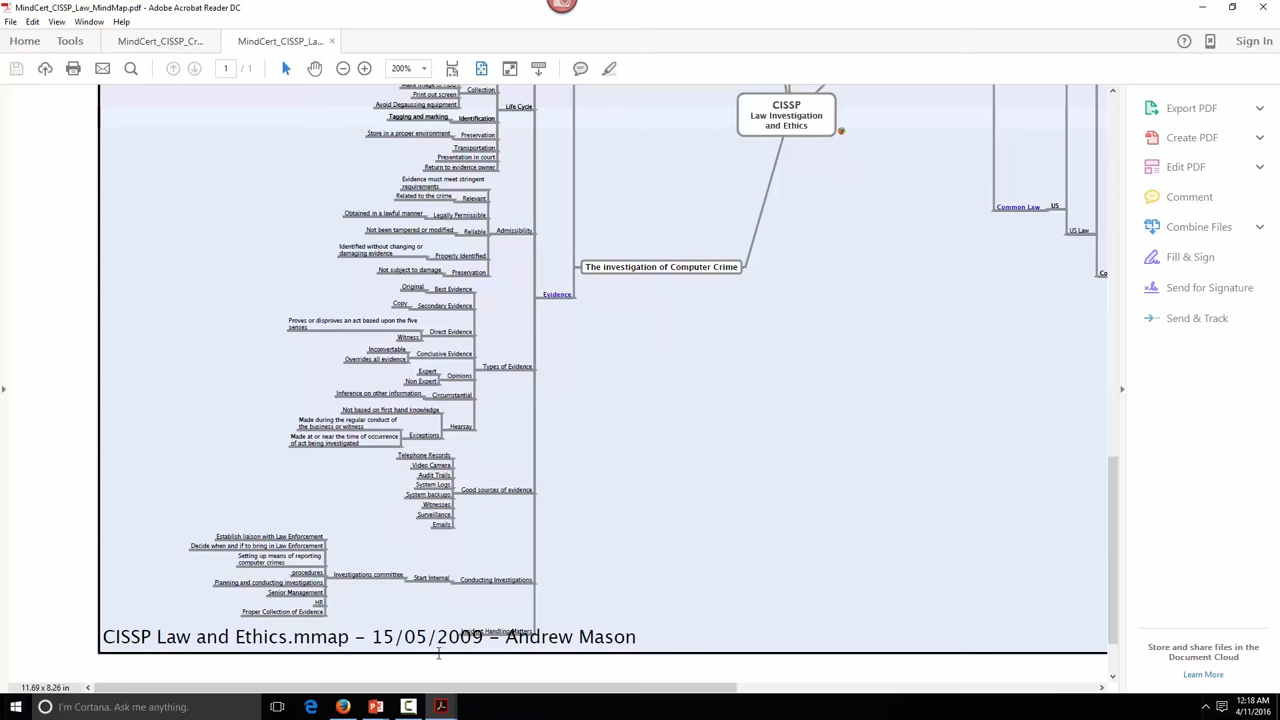 MindCert_CISSP_Law_MindMap.pdf - Adobe Acrobat Reader DC
File Edit View Window Help
Home Tools MindCert_CISSP_Cr... MindCert_CISSP_La... × Sign In
1 / 1 200%
Collection
Print out screen
Avoid Degaussing equipment
Life Cycle
Tagging and marking Identification
Store in a proper environment Preservation
Transportation
Presentation in court
Return to evidence owner
Evidence must meet stringent
requirements
Related to the crime Relevant
Obtained in a lawful manner Legally Permissible
Not been tampered or modified Reliable Admissibility
Identified without changing or
damaging evidence Properly Identified
Not subject to damage Preservation
Original Best Evidence
Copy Secondary Evidence
Proves or disproves an act based upon the five
senses Direct Evidence
Witness
Inconvertable Conclusive Evidence
Overrides all evidence
Types of Evidence
Expert Opinions
Non Expert
Inference on other information Circumstantial
Not based on first hand knowledge
Made during the regular conduct of
the business or witness
Hearsay
Exceptions
Made at or near the time of occurrence
of act being investigated
Telephone Records
Video Camera
Audit Trails
System Logs
Good sources of evidence
System backups
Witnesses
Surveillance
Emails
Establish liaison with Law Enforcement
Decide when and if to bring in Law Enforcement
Setting up means of reporting
computer crimes
procedures Investigations committee Start Internal Conducting Investigations
Planning and conducting investigations
Senior Management
HR
Proper Collection of Evidence
Incident Handling Matters
CISSP Law and Ethics.mmap - 15/05/2009 - Andrew Mason
Evidence
The investigation of Computer Crime
CISSP
Law Investigation
and Ethics
Common Law US
US Law
Co
Export PDF
Create PDF
Edit PDF
Comment
Combine Files
Fill & Sign
Send for Signature
Send & Track
Store and share files in the
Document Cloud
Learn More
11.69 x 8.26 in
I'm Cortana. Ask me anything.
12:18 AM
4/11/2016